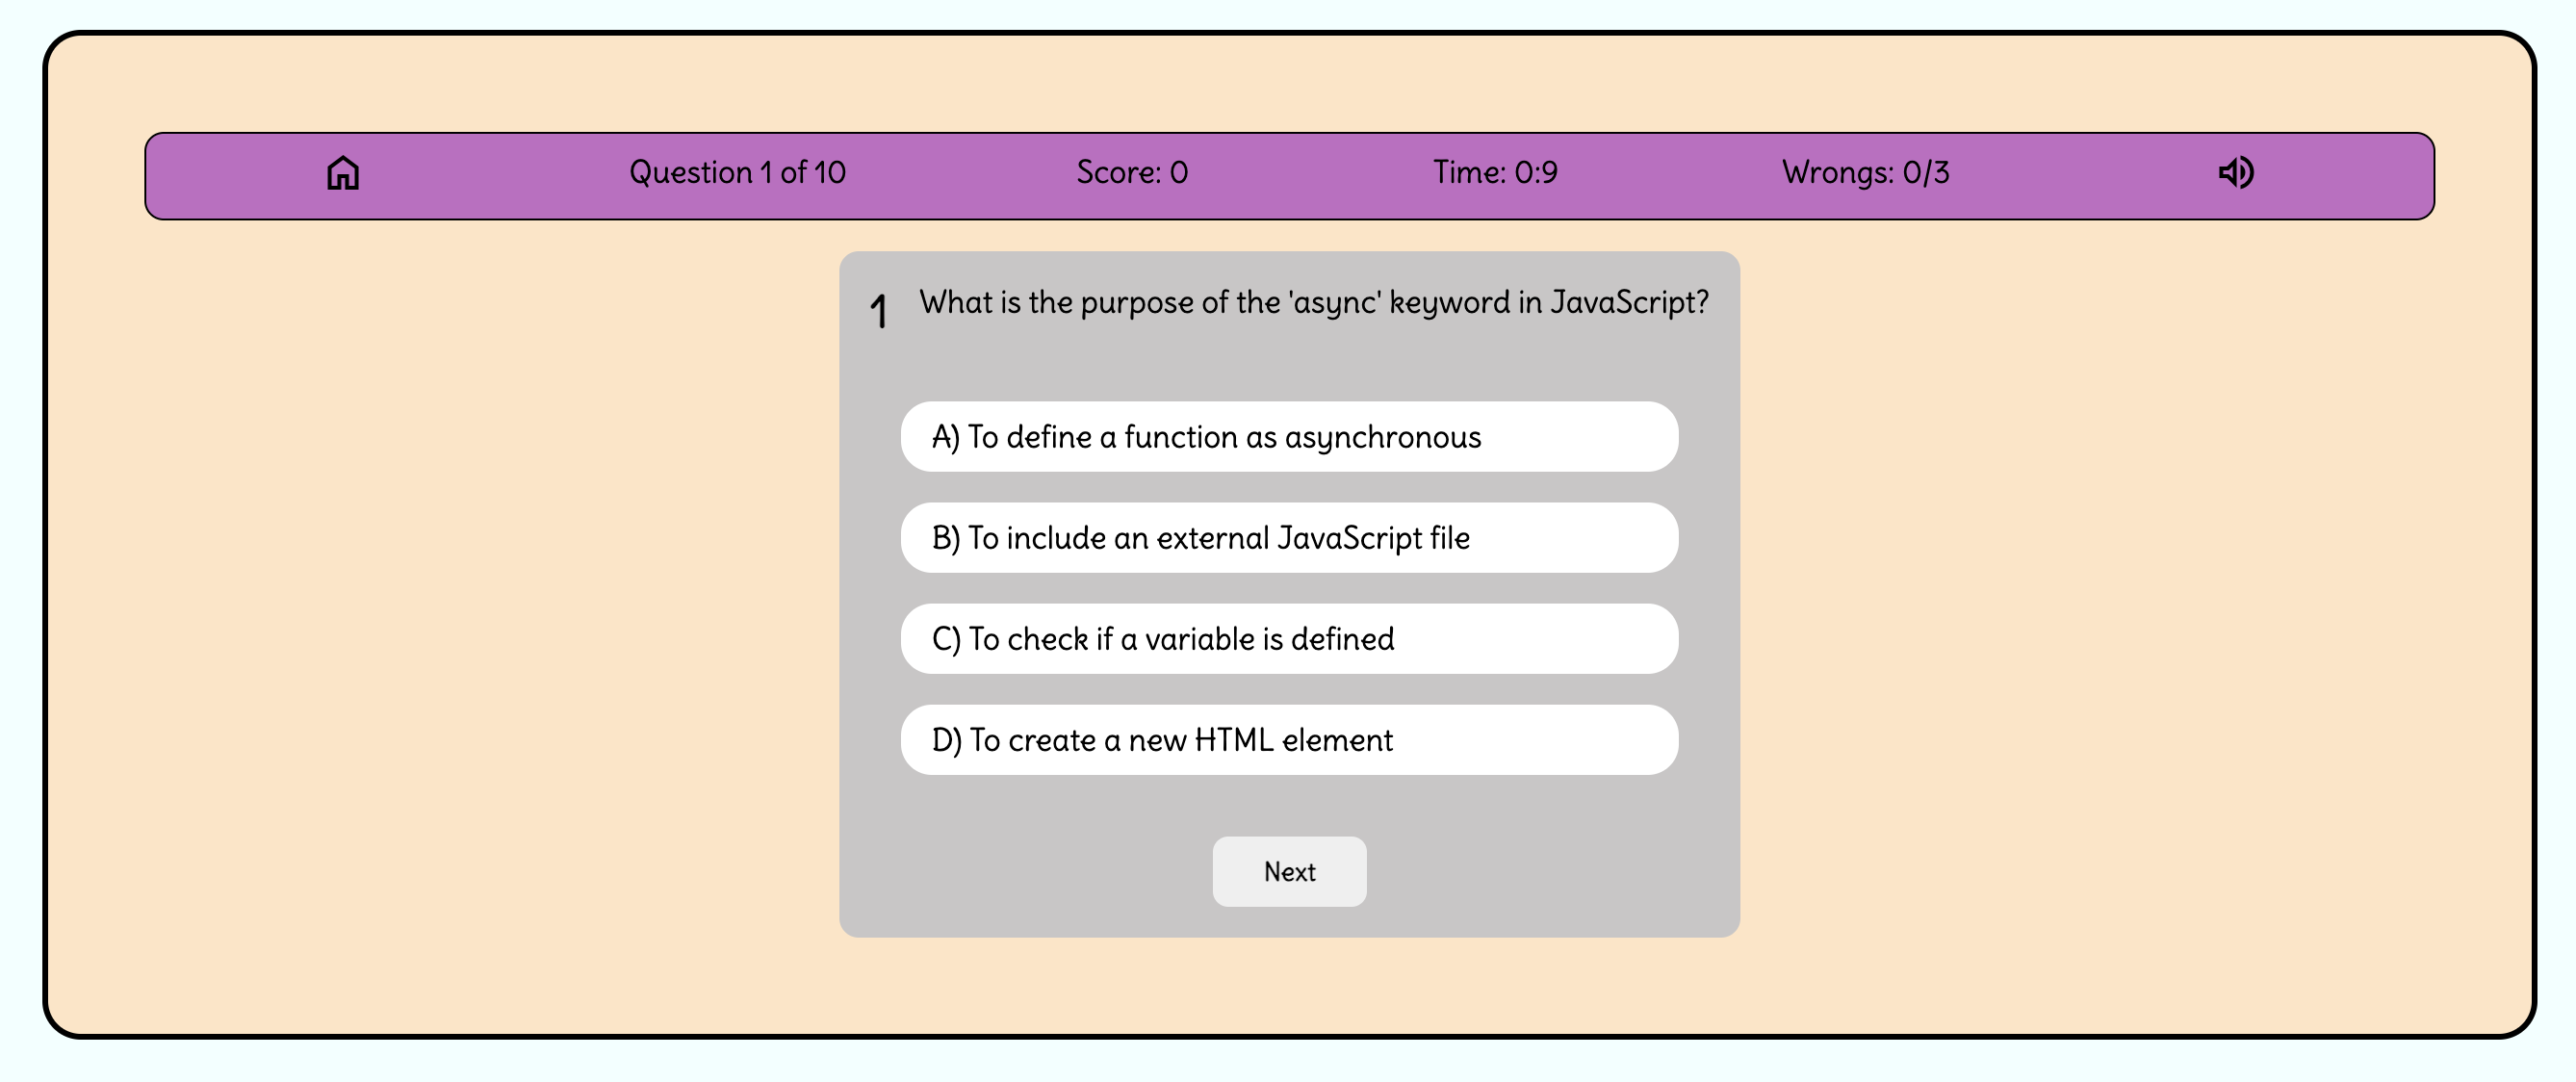 Question 1 of 10 Score: 0 Time: 0:9 Wrongs: 0/3
1 What is the purpose of the 'async' keyword in JavaScript?
A) To define a function as asynchronous
B) To include an external JavaScript file
C) To check if a variable is defined
D) To create a new HTML element
Next